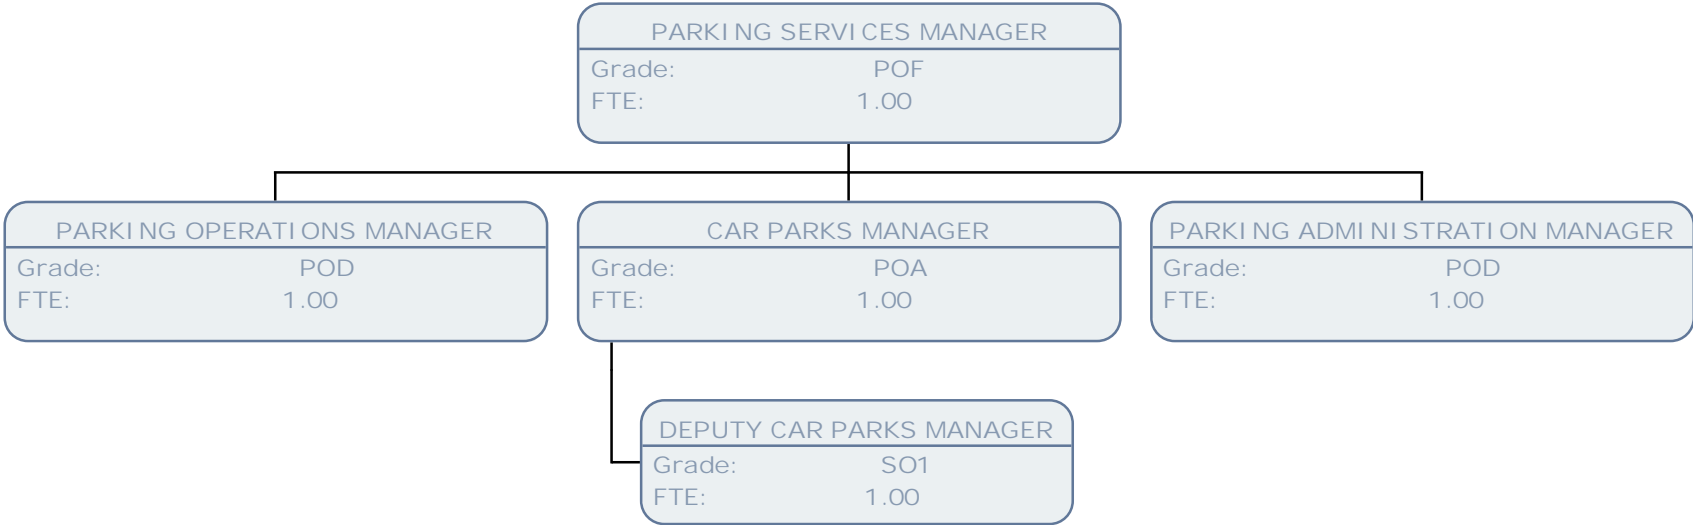 PARKING SERVICES MANAGER
Grade: POF
FTE: 1.00
PARKING OPERATIONS MANAGER
Grade: POD
FTE: 1.00
CAR PARKS MANAGER
Grade: POA
FTE: 1.00
PARKING ADMINISTRATION MANAGER
Grade: POD
FTE: 1.00
DEPUTY CAR PARKS MANAGER
Grade: SO1
FTE: 1.00